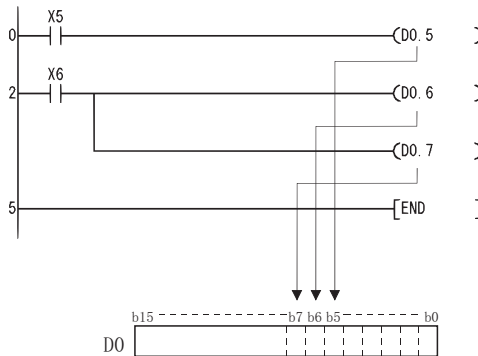 X5
0 (D0.5 )
X6
2 (D0.6 )
(D0.7 )
5 [END ]
b15 b7 b6 b5 b0
D0